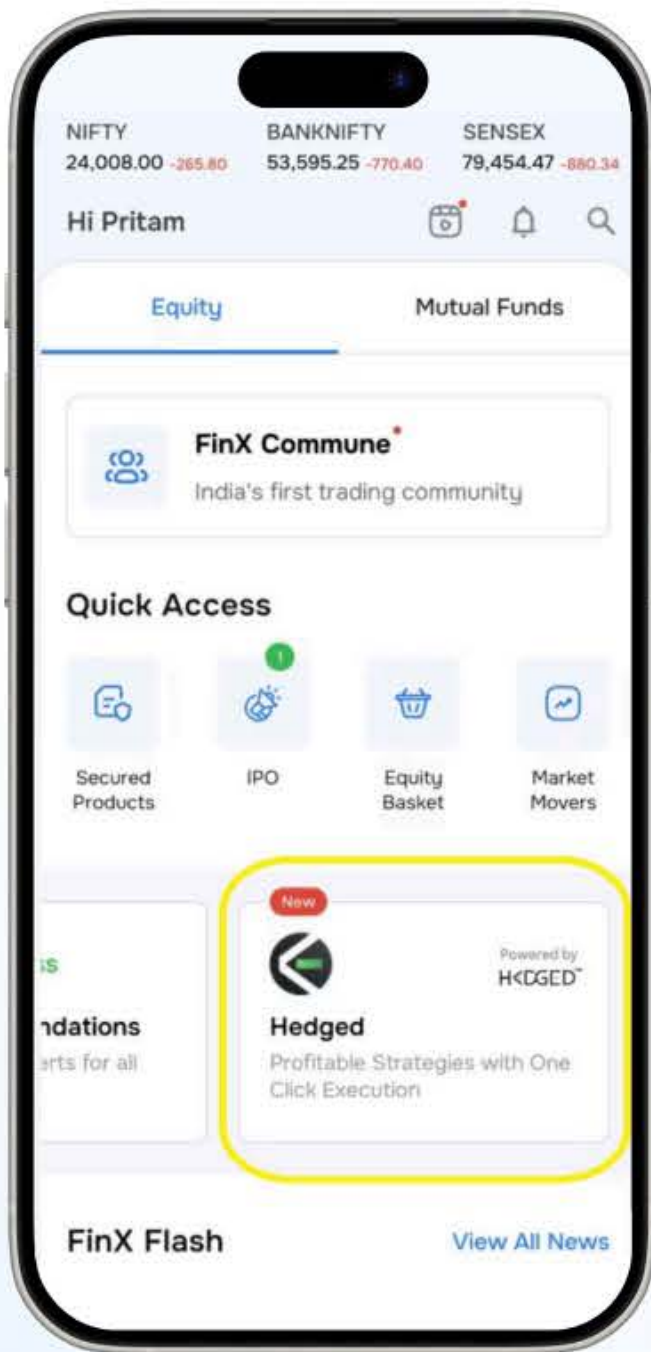 NIFTY BANKNIFTY SENSEX
24,008.00 -265.80 53,595.25 -770.40 79,454.47 -880.34
Hi Pritam
Equity Mutual Funds
FinX Commune
India's first trading community
Quick Access
1
Secured Products
IPO
Equity Basket
Market Movers
ss
ndations
erts for all
New
Powered by
HEDGED
Hedged
Profitable Strategies with One
Click Execution
FinX Flash View All News